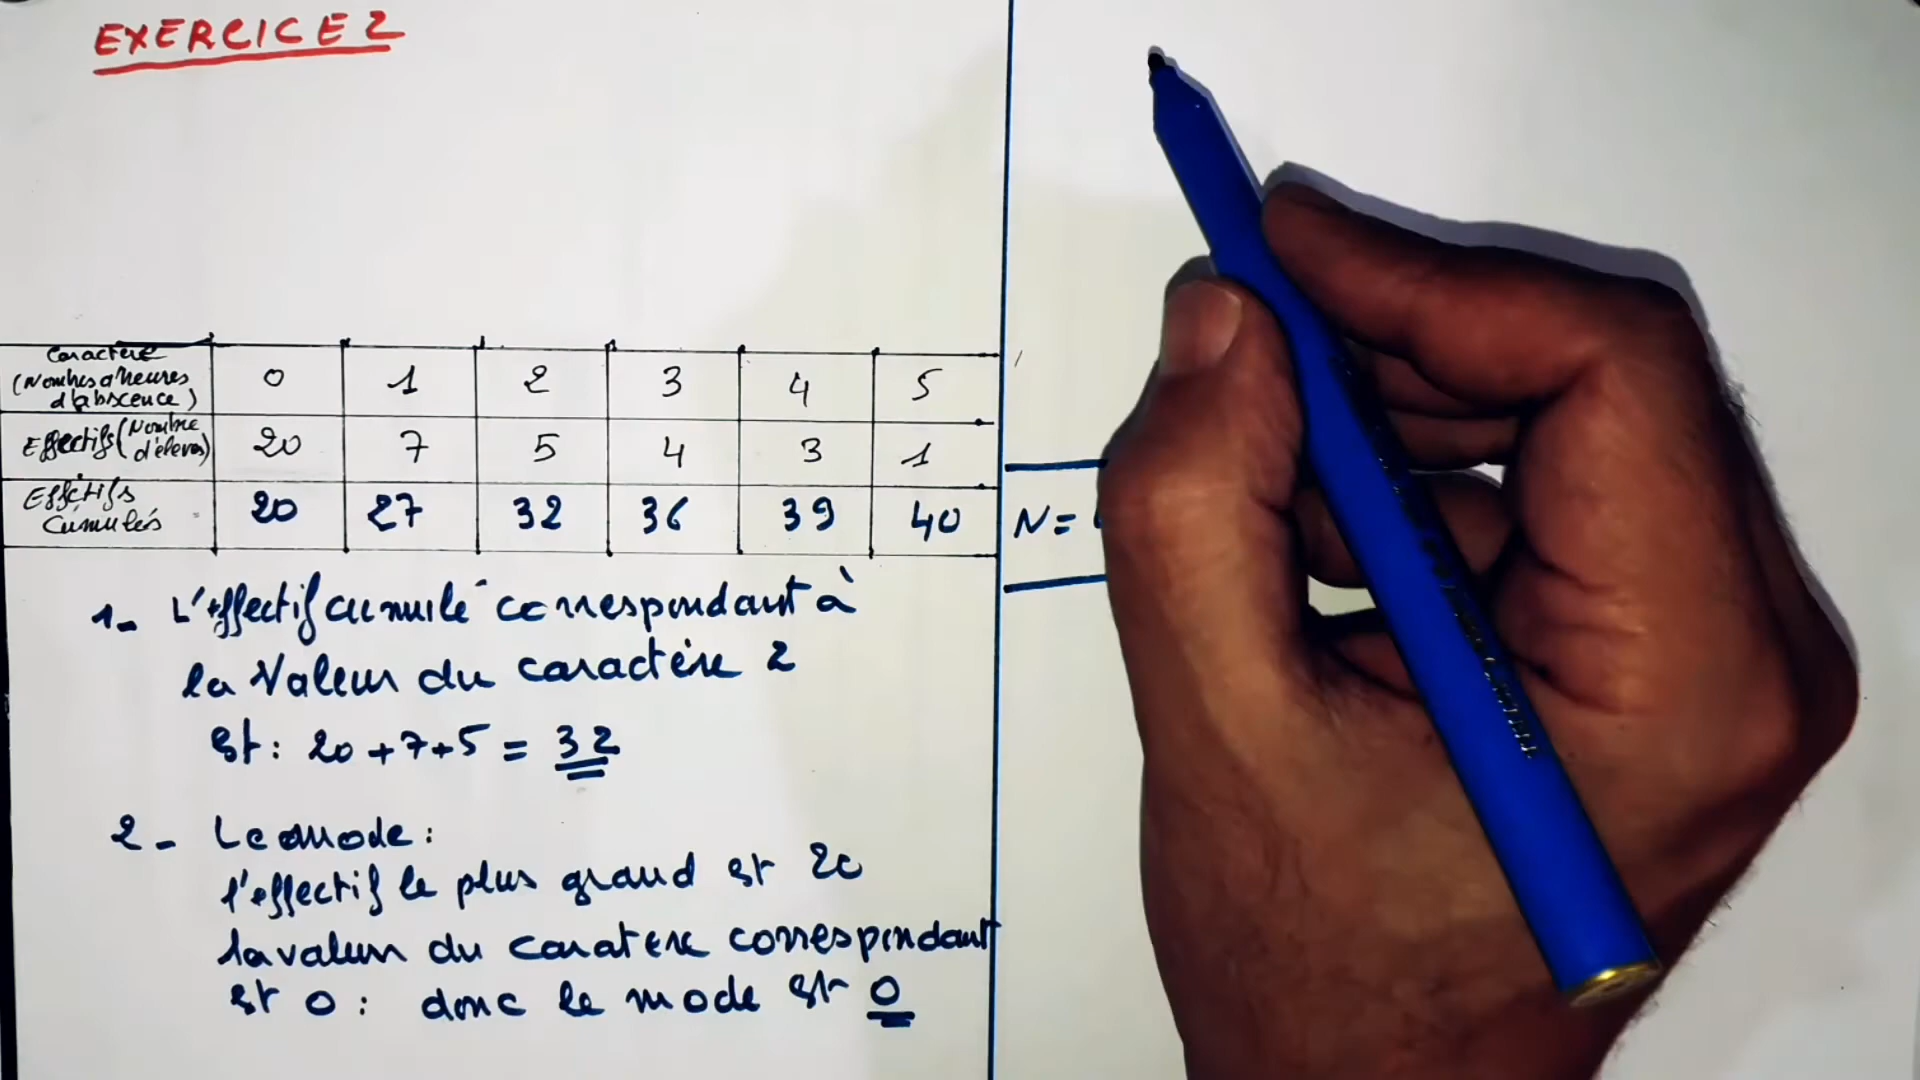 EXERCICE 2
Caractère
(Nombres d'heures
d'abscence)
0 1 2 3 4 5
Effectifs (Nombre
d'élèves)
20 7 5 4 3 1
Effectifs
Cumulés
20 27 32 36 39 40
N =
1- L'effectif cumulé correspondant à
la valeur du caractère 2
est : 20 + 7 + 5 = 32
2- Le mode :
l'effectif le plus grand est 20
la valeur du caratère correspondant
est 0 : donc le mode est 0